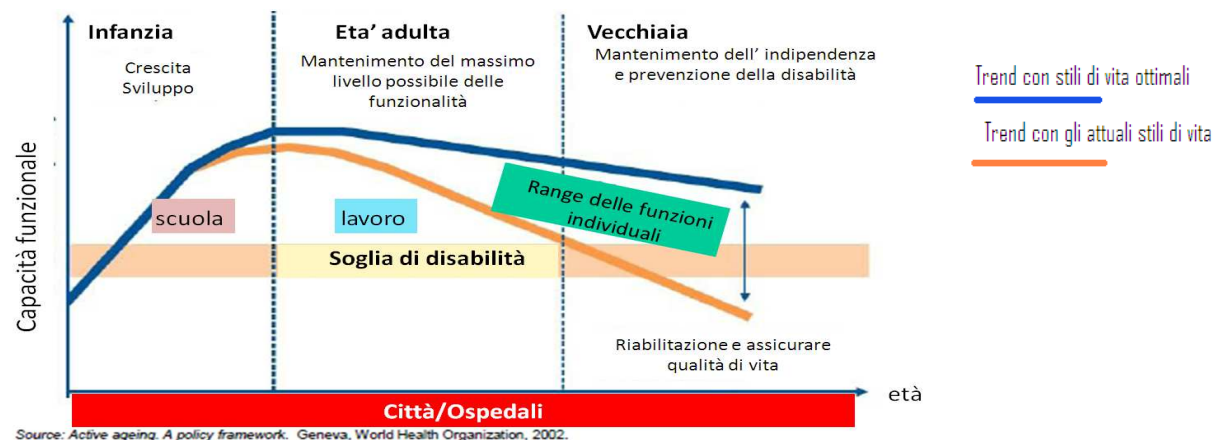 Infanzia
Crescita
Sviluppo
Eta’ adulta
Mantenimento del massimo
livello possibile delle
funzionalità
Vecchiaia
Mantenimento dell’ indipendenza
e prevenzione della disabilità
Trend con stili di vita ottimali
Trend con gli attuali stili di vita
Capacità funzionale
scuola
lavoro
Range delle funzioni
individuali
Soglia di disabilità
Riabilitazione e assicurare
qualità di vita
età
Città/Ospedali
Source: Active ageing. A policy framework. Geneva, World Health Organization, 2002.